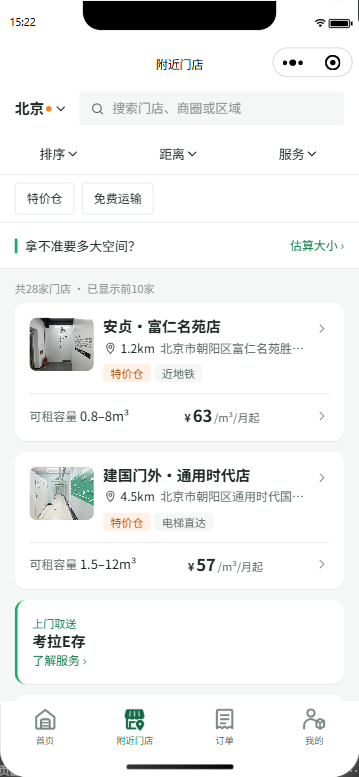 15:22
附近门店
北京
搜索门店、商圈或区域
排序
距离
服务
特价仓
免费运输
拿不准要多大空间?
估算大小 ›
共28家门店 · 已显示前10家
安贞·富仁名苑店
1.2km 北京市朝阳区富仁名苑胜…
特价仓
近地铁
可租容量 0.8–8m³
¥63/m³/月起
建国门外·通用时代店
4.5km 北京市朝阳区通用时代国…
特价仓
电梯直达
可租容量 1.5–12m³
¥57/m³/月起
上门取送
考拉E存
了解服务 ›
首页
附近门店
订单
我的